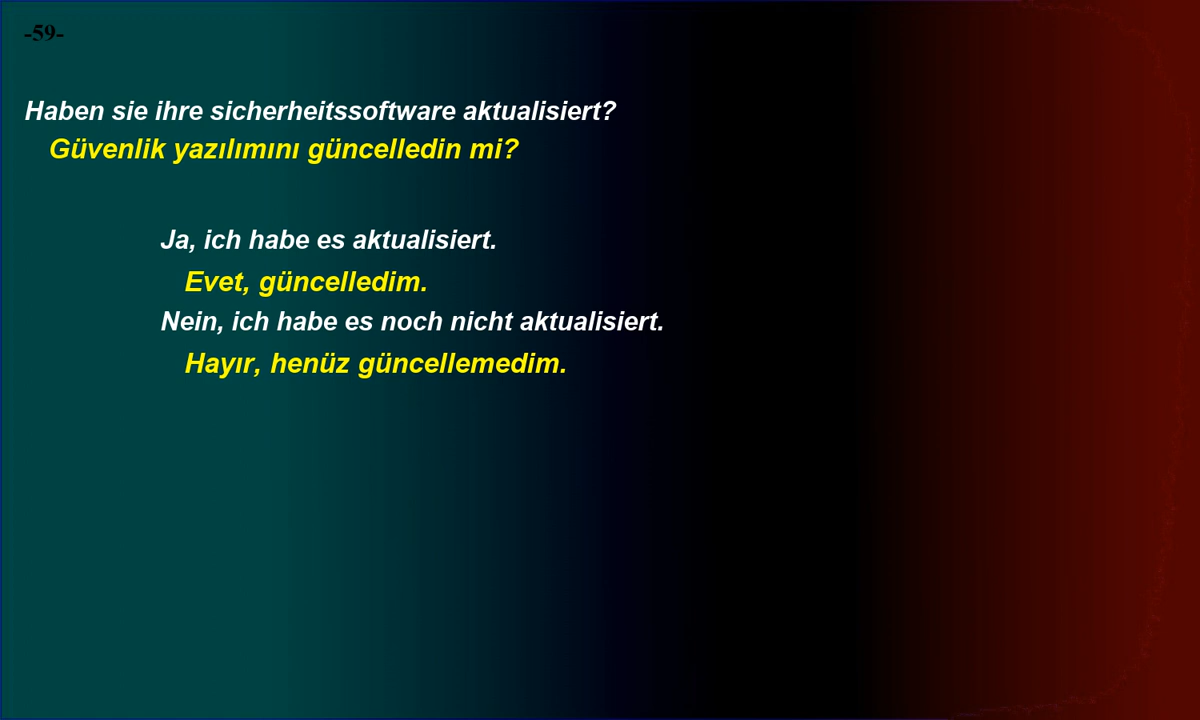 -59-
Haben sie ihre sicherheitssoftware aktualisiert?
Güvenlik yazılımını güncelledin mi?
Ja, ich habe es aktualisiert.
Evet, güncelledim.
Nein, ich habe es noch nicht aktualisiert.
Hayır, henüz güncellemedim.